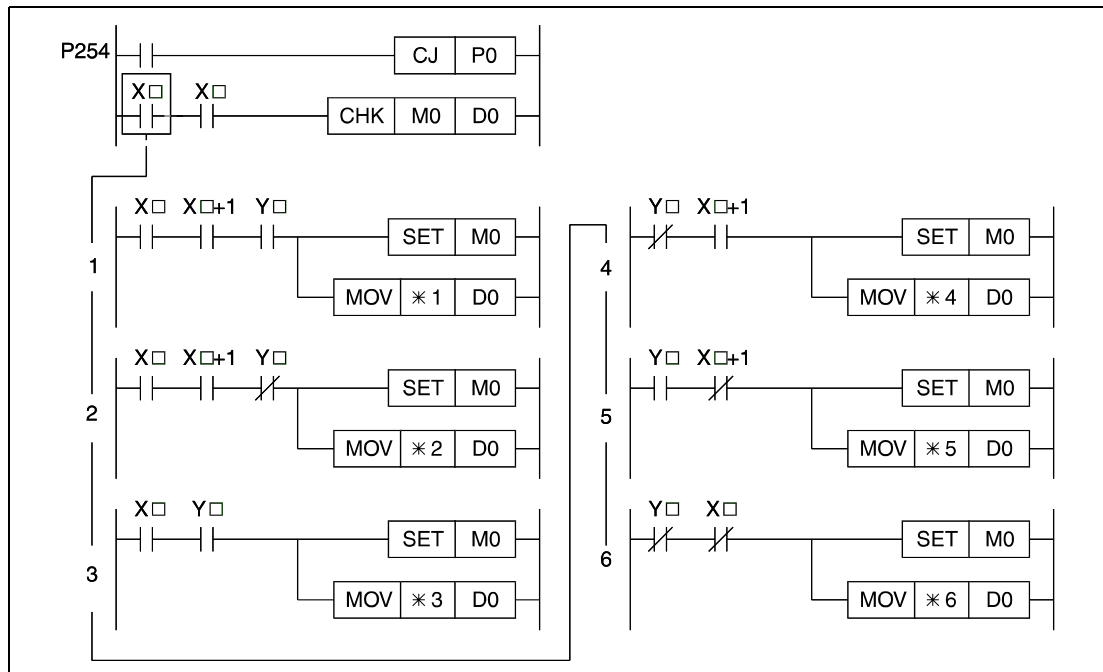 P254 CJ P0
X□ X□
CHK M0 D0
X□ X□+1 Y□
SET M0
1
MOV ✳1 D0
X□ X□+1 Y□
SET M0
2
MOV ✳2 D0
X□ Y□
SET M0
3
MOV ✳3 D0
Y□ X□+1
SET M0
4
MOV ✳4 D0
Y□ X□+1
SET M0
5
MOV ✳5 D0
Y□ X□
SET M0
6
MOV ✳6 D0